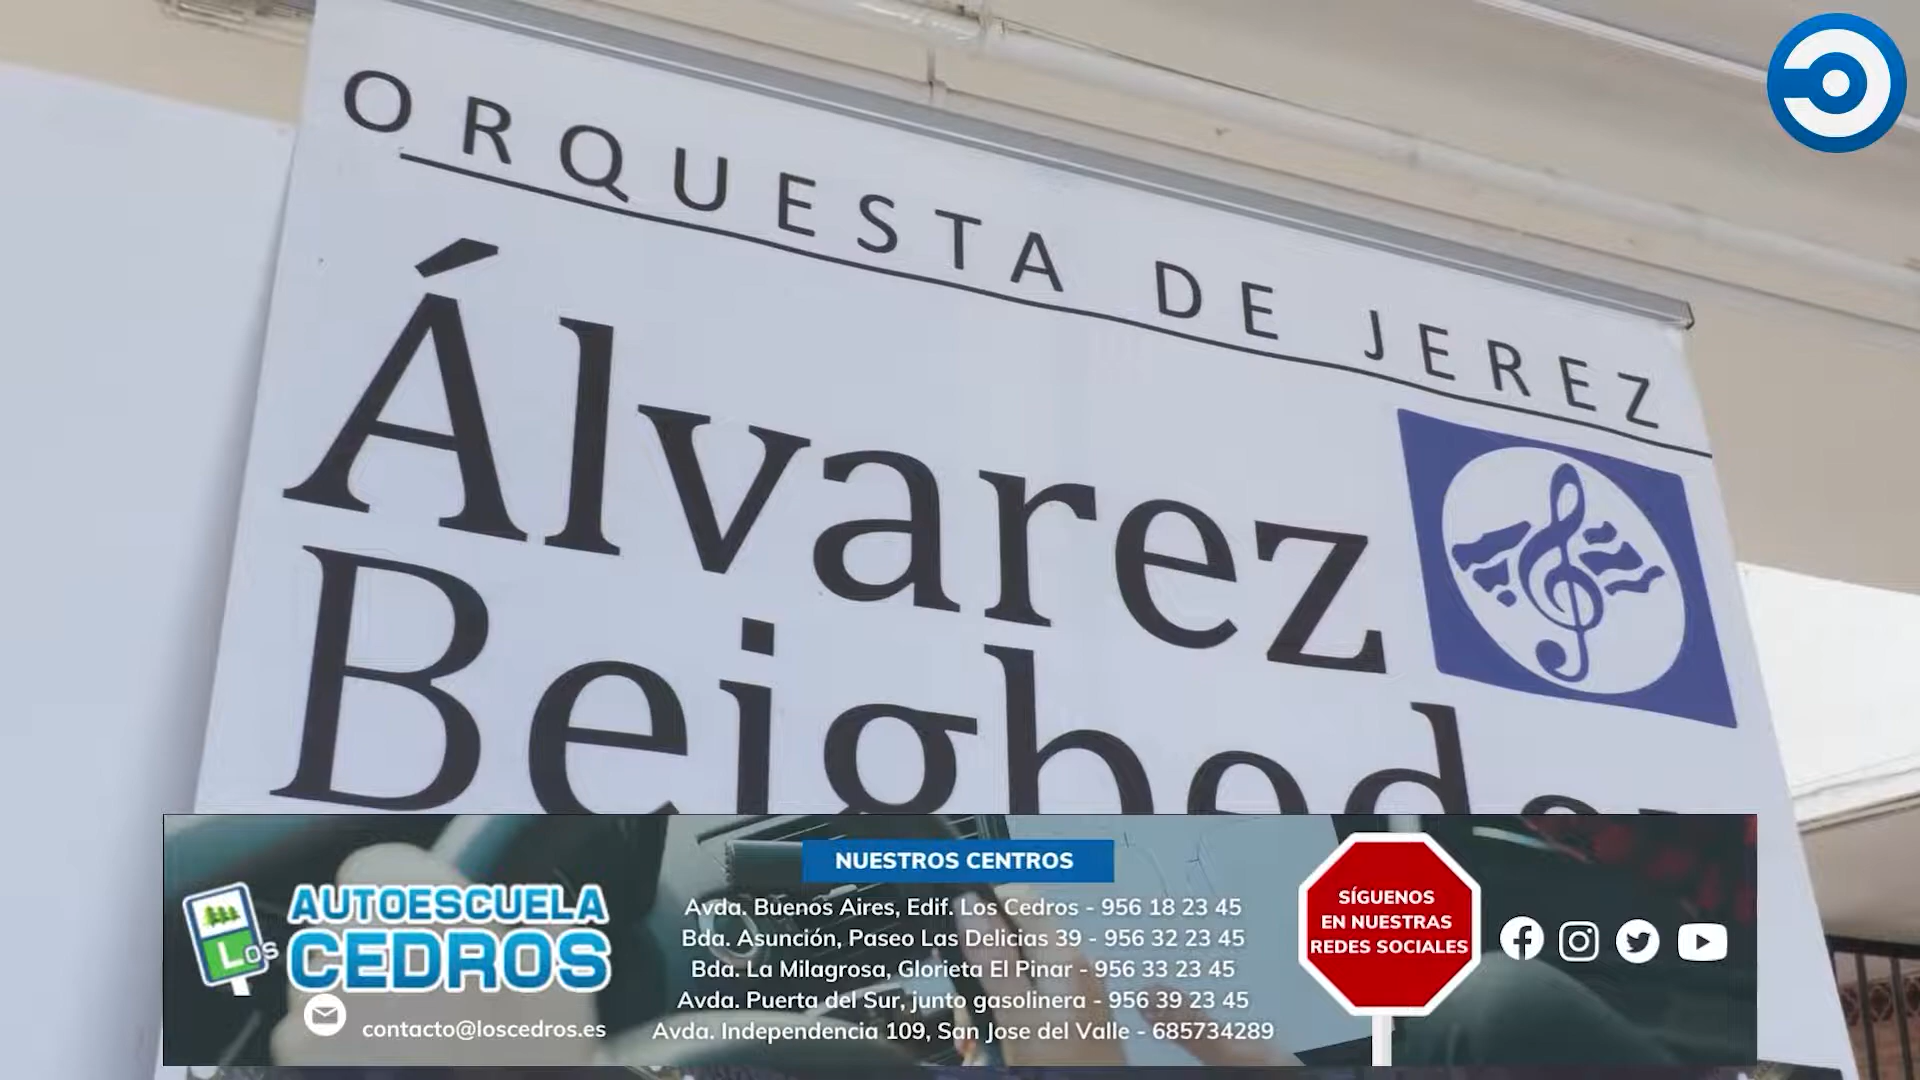 ORQUESTA DE JEREZ
Álvarez
Beigbeder
NUESTROS CENTROS
Avda. Buenos Aires, Edif. Los Cedros - 956 18 23 45
Bda. Asunción, Paseo Las Delicias 39 - 956 32 23 45
Bda. La Milagrosa, Glorieta El Pinar - 956 33 23 45
Avda. Puerta del Sur, junto gasolinera - 956 39 23 45
Avda. Independencia 109, San Jose del Valle - 685734289
LOS
AUTOESCUELA
CEDROS
contacto@loscedros.es
SÍGUENOS
EN NUESTRAS
REDES SOCIALES